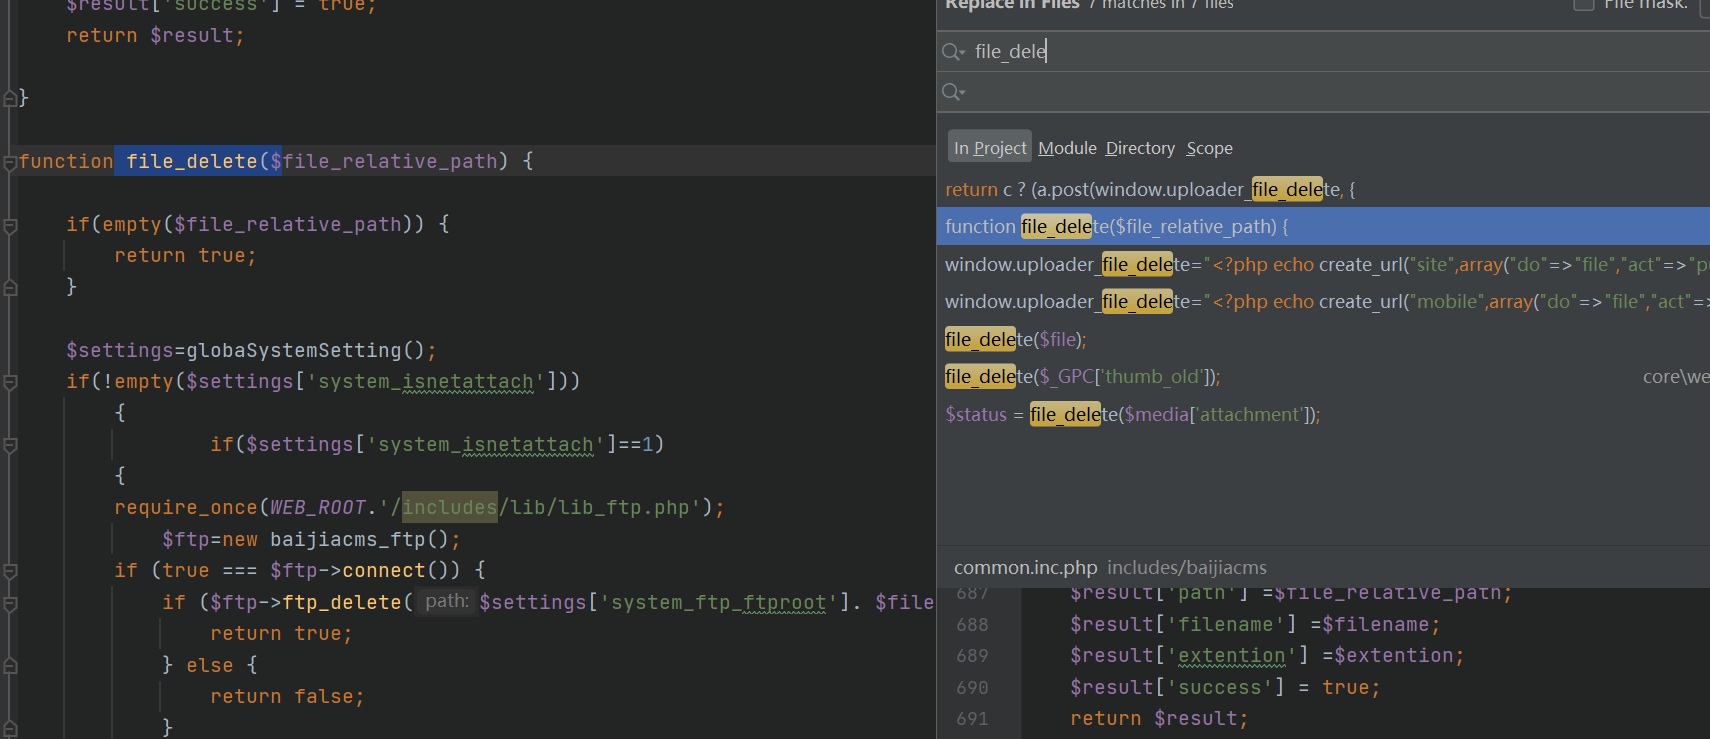 $result['success'] = true;
return $result;
}
function file_delete($file_relative_path) {
if(empty($file_relative_path)) {
return true;
}
$settings=globaSystemSetting();
if(!empty($settings['system_isnetattach']))
{
if($settings['system_isnetattach']==1)
{
require_once(WEB_ROOT.'/includes/lib/lib_ftp.php');
$ftp=new baijiacms_ftp();
if (true === $ftp->connect()) {
if ($ftp->ftp_delete( path: $settings['system_ftp_ftproot']. $file
return true;
} else {
return false;
}
Replace in Files 7 matches in 7 files File mask:
file_dele
In Project Module Directory Scope
return c ? (a.post(window.uploader_file_delete, {
function file_delete($file_relative_path) {
window.uploader_file_delete="<?php echo create_url("site",array("do"=>"file","act"=>"p
window.uploader_file_delete="<?php echo create_url("mobile",array("do"=>"file","act"=>
file_delete($file);
file_delete($_GPC['thumb_old']); core\we
$status = file_delete($media['attachment']);
common.inc.php includes/baijiacms
687 $result['path'] =$file_relative_path;
688 $result['filename'] =$filename;
689 $result['extention'] =$extention;
690 $result['success'] = true;
691 return $result;